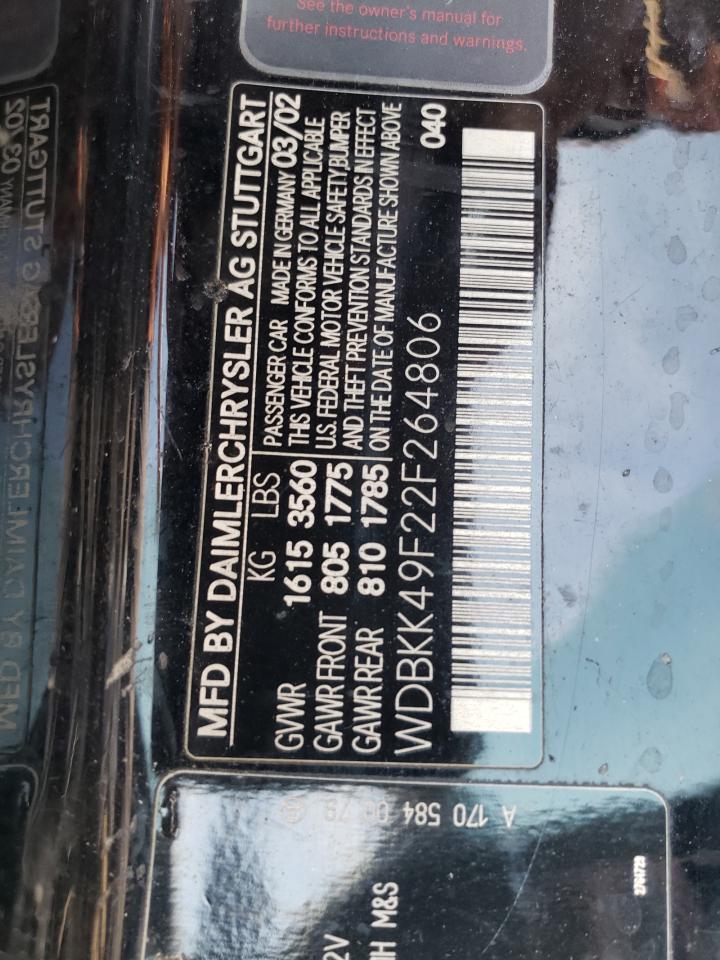 See the owner's manual for
further instructions and warnings.
MFD BY DAIMLERCHRYSLER AG STUTTGART
KG LBS
GVWR 1615 3560
GAWR FRONT 805 1775
GAWR REAR 810 1785
PASSENGER CAR MADE IN GERMANY 03/02
THIS VEHICLE CONFORMS TO ALL APPLICABLE
U.S. FEDERAL MOTOR VEHICLE SAFETY BUMPER
AND THEFT PREVENTION STANDARDS IN EFFECT
ON THE DATE OF MANUFACTURE SHOWN ABOVE
WDBKK49F22F264806 040
A 170 584
2V
M&S